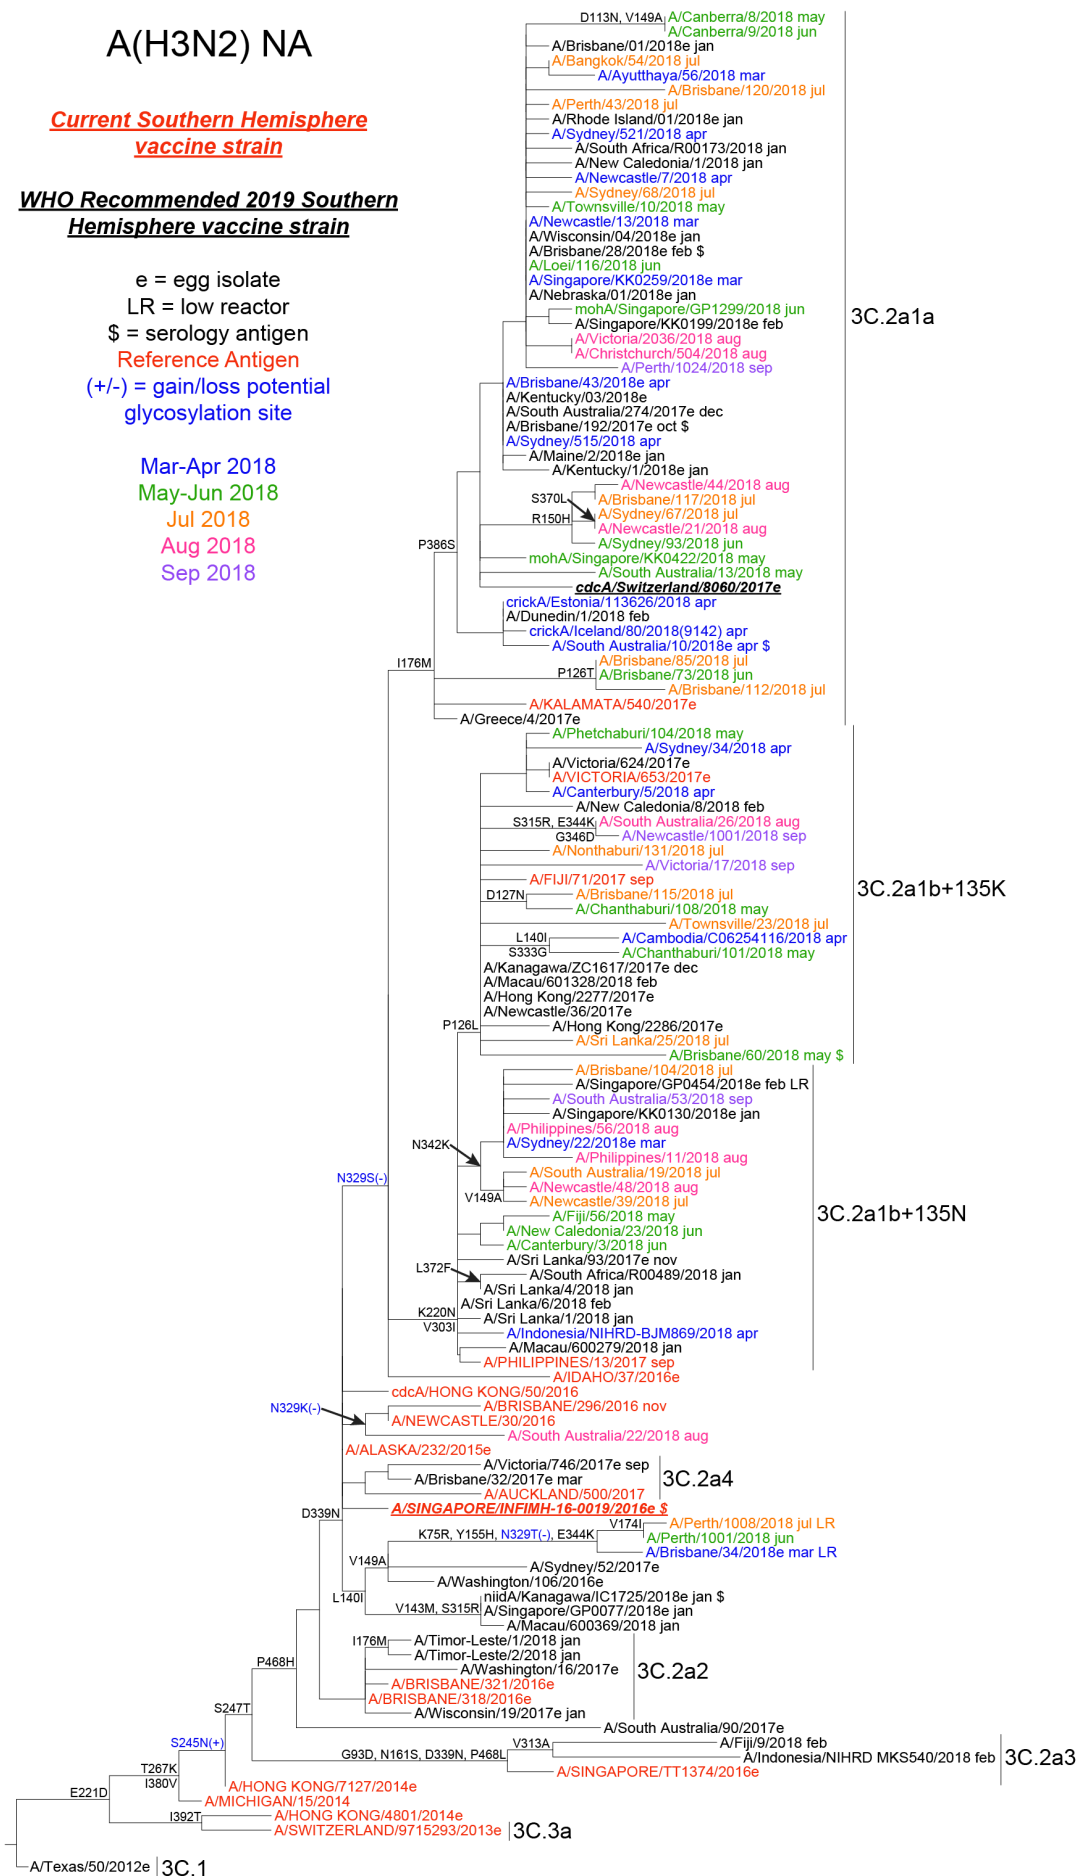 A(H3N2) NA
Current Southern Hemisphere
vaccine strain
WHO Recommended 2019 Southern
Hemisphere vaccine strain
e = egg isolate
LR = low reactor
$ = serology antigen
Reference Antigen
(+/-) = gain/loss potential
glycosylation site
Mar-Apr 2018
May-Jun 2018
Jul 2018
Aug 2018
Sep 2018
D113N, V149A
A/Canberra/8/2018 may
A/Canberra/9/2018 jun
A/Brisbane/01/2018e jan
A/Bangkok/54/2018 jul
A/Ayutthaya/56/2018 mar
A/Brisbane/120/2018 jul
A/Perth/43/2018 jul
A/Rhode Island/01/2018e jan
A/Sydney/521/2018 apr
A/South Africa/R00173/2018 jan
A/New Caledonia/1/2018 jan
A/Newcastle/7/2018 apr
A/Sydney/68/2018 jul
A/Townsville/10/2018 may
A/Newcastle/13/2018 mar
A/Wisconsin/04/2018e jan
A/Brisbane/28/2018e feb $
A/Loei/116/2018 jun
A/Singapore/KK0259/2018e mar
A/Nebraska/01/2018e jan
mohA/Singapore/GP1299/2018 jun
3C.2a1a
A/Singapore/KK0199/2018e feb
A/Victoria/2036/2018 aug
A/Christchurch/504/2018 aug
A/Perth/1024/2018 sep
A/Brisbane/43/2018e apr
A/Kentucky/03/2018e
A/South Australia/274/2017e dec
A/Brisbane/192/2017e oct $
A/Sydney/515/2018 apr
A/Maine/2/2018e jan
A/Kentucky/1/2018e jan
A/Newcastle/44/2018 aug
S370L
A/Brisbane/117/2018 jul
A/Sydney/67/2018 jul
R150H
A/Newcastle/21/2018 aug
P386S
A/Sydney/93/2018 jun
mohA/Singapore/KK0422/2018 may
A/South Australia/13/2018 may
cdcA/Switzerland/8060/2017e
crickA/Estonia/113626/2018 apr
A/Dunedin/1/2018 feb
crickA/Iceland/80/2018(9142) apr
A/South Australia/10/2018e apr $
I176M
A/Brisbane/85/2018 jul
P126T
A/Brisbane/73/2018 jun
A/Brisbane/112/2018 jul
A/KALAMATA/540/2017e
A/Greece/4/2017e
A/Phetchaburi/104/2018 may
A/Sydney/34/2018 apr
A/Victoria/624/2017e
A/VICTORIA/653/2017e
A/Canterbury/5/2018 apr
A/New Caledonia/8/2018 feb
S315R, E344K
A/South Australia/26/2018 aug
G346D
A/Newcastle/1001/2018 sep
A/Nonthaburi/131/2018 jul
A/Victoria/17/2018 sep
A/FIJI/71/2017 sep
3C.2a1b+135K
D127N
A/Brisbane/115/2018 jul
A/Chanthaburi/108/2018 may
A/Townsville/23/2018 jul
L140I
A/Cambodia/C06254116/2018 apr
S333G
A/Chanthaburi/101/2018 may
A/Kanagawa/ZC1617/2017e dec
A/Macau/601328/2018 feb
A/Hong Kong/2277/2017e
A/Newcastle/36/2017e
P126L
A/Hong Kong/2286/2017e
A/Sri Lanka/25/2018 jul
A/Brisbane/60/2018 may $
A/Brisbane/104/2018 jul
A/Singapore/GP0454/2018e feb LR
A/South Australia/53/2018 sep
A/Singapore/KK0130/2018e jan
A/Philippines/56/2018 aug
N342K
A/Sydney/22/2018e mar
A/Philippines/11/2018 aug
N329S(-)
A/South Australia/19/2018 jul
A/Newcastle/48/2018 aug
V149A
A/Newcastle/39/2018 jul
3C.2a1b+135N
A/Fiji/56/2018 may
A/New Caledonia/23/2018 jun
A/Canterbury/3/2018 jun
A/Sri Lanka/93/2017e nov
L372F
A/South Africa/R00489/2018 jan
A/Sri Lanka/4/2018 jan
A/Sri Lanka/6/2018 feb
K220N
A/Sri Lanka/1/2018 jan
V303I
A/Indonesia/NIHRD-BJM869/2018 apr
A/Macau/600279/2018 jan
A/PHILIPPINES/13/2017 sep
A/IDAHO/37/2016e
cdcA/HONG KONG/50/2016
N329K(-)
A/BRISBANE/296/2016 nov
A/NEWCASTLE/30/2016
A/South Australia/22/2018 aug
A/ALASKA/232/2015e
A/Victoria/746/2017e sep
A/Brisbane/32/2017e mar
3C.2a4
A/AUCKLAND/500/2017
D339N
A/SINGAPORE/INFIMH-16-0019/2016e $
V174I
A/Perth/1008/2018 jul LR
K75R, Y155H, N329T(-), E344K
A/Perth/1001/2018 jun
A/Brisbane/34/2018e mar LR
V149A
A/Sydney/52/2017e
A/Washington/106/2016e
L140I
niidA/Kanagawa/IC1725/2018e jan $
V143M, S315R
A/Singapore/GP0077/2018e jan
A/Macau/600369/2018 jan
I176M
A/Timor-Leste/1/2018 jan
A/Timor-Leste/2/2018 jan
P468H
A/Washington/16/2017e
3C.2a2
A/BRISBANE/321/2016e
A/BRISBANE/318/2016e
S247T
A/Wisconsin/19/2017e jan
A/South Australia/90/2017e
S245N(+)
V313A
A/Fiji/9/2018 feb
G93D, N161S, D339N, P468L
A/Indonesia/NIHRD MKS540/2018 feb
3C.2a3
T267K
A/SINGAPORE/TT1374/2016e
I380V
A/HONG KONG/7127/2014e
E221D
A/MICHIGAN/15/2014
I392T
A/HONG KONG/4801/2014e
A/SWITZERLAND/9715293/2013e
3C.3a
A/Texas/50/2012e
3C.1